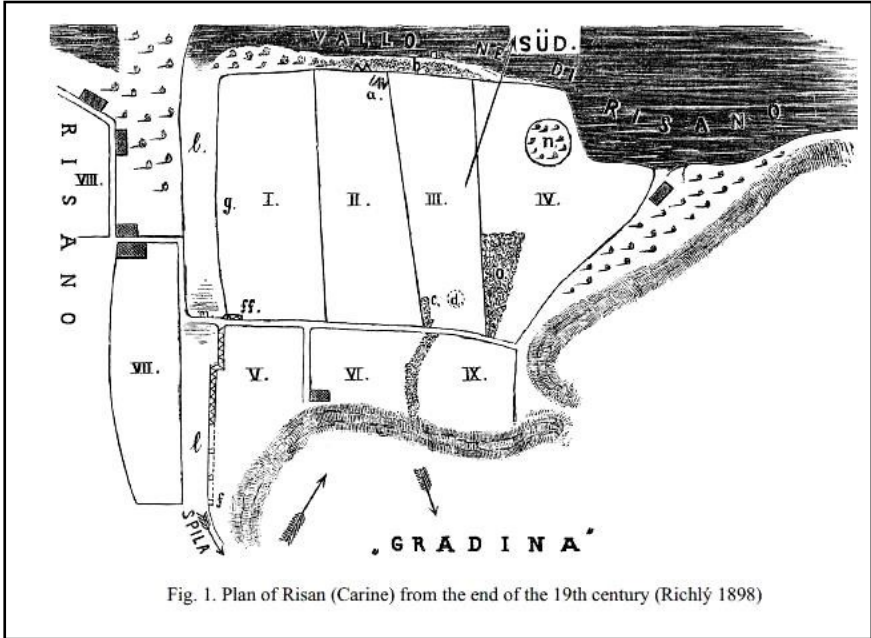 VALLONE DI
SÜD.
RISANO
b.
a.
n.
RISANO
VIII.
l.
g.
I.
II.
III.
IV.
o.
c.
d.
m.
ff.
VII.
V.
VI.
IX.
l
f
SPILA
„GRADINA“
Fig. 1. Plan of Risan (Carine) from the end of the 19th century (Richlý 1898)